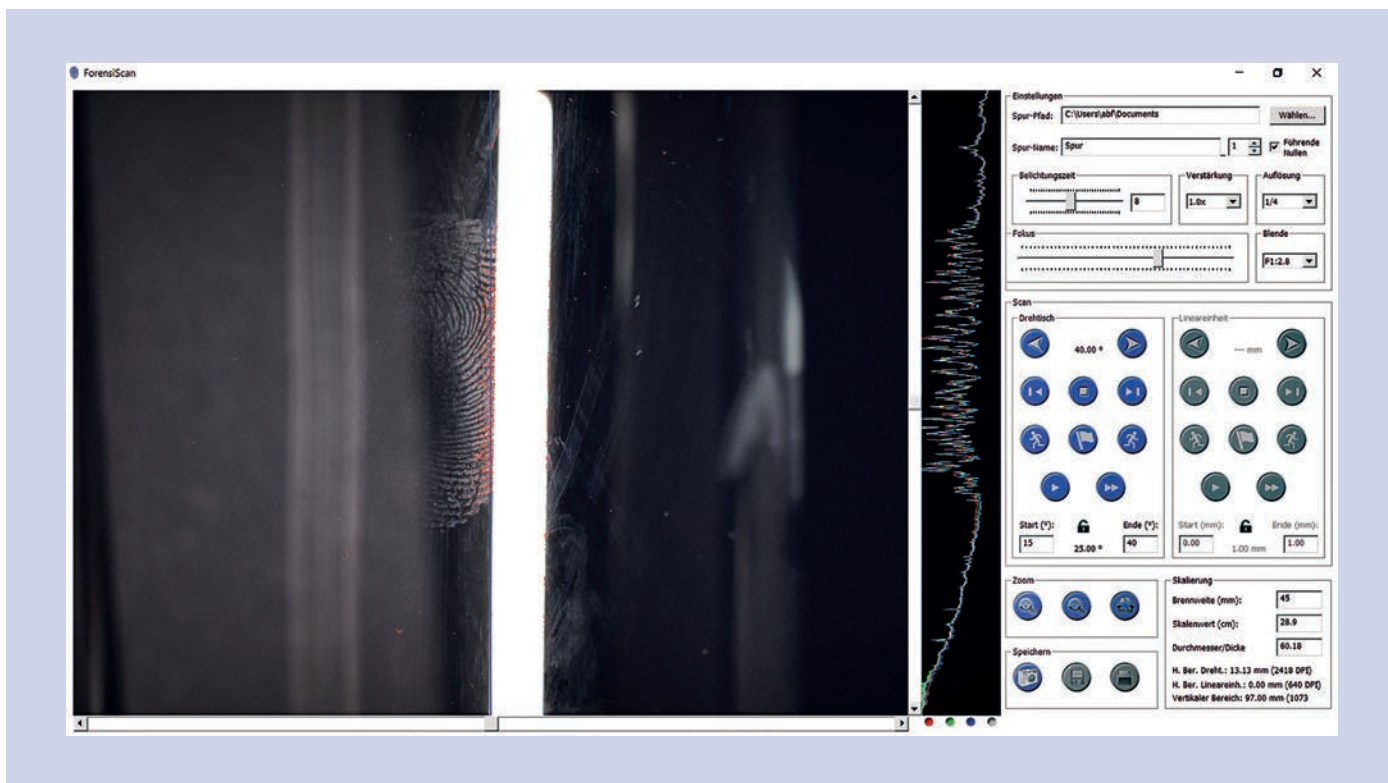 ForensiScan
Einstellungen
Spur-Pfad: C:\Users\abf\Documents Wählen...
Spur-Name: Spur _ 1 Führende Nullen
Belichtungszeit Verstärkung Auflösung
8 1.0x 1/4
Fokus Blende
F1:2.8
Scan
Drehtisch Lineareinheit
40.00 ° --- mm
Start (°): Ende (°): Start (mm): Ende (mm):
15 25.00 ° 40 0.00 1.00 mm 1.00
Zoom Skalierung
Brennweite (mm): 45
Skalenwert (cm): 28.9
Durchmesser/Dicke 60.18
Speichern
H. Ber. Dreht.: 13.13 mm (2418 DPI)
H. Ber. Lineareinh.: 0.00 mm (640 DPI)
Vertikaler Bereich: 97.00 mm (1073